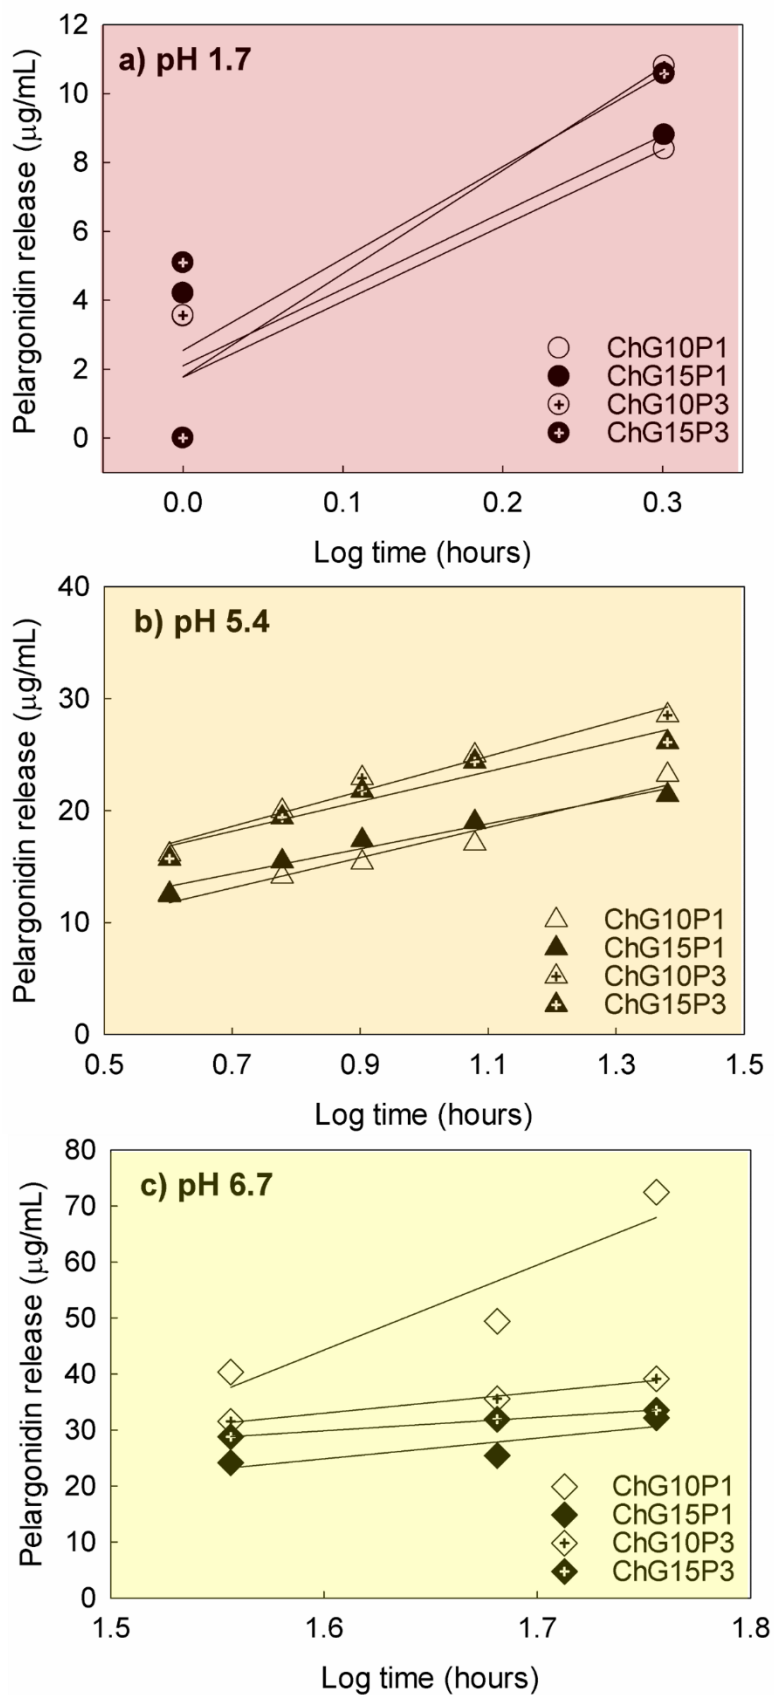 a) pH 1.7
Pelargonidin release (μg/mL)
12
10
8
6
4
2
0
ChG10P1
ChG15P1
ChG10P3
ChG15P3
0.0 0.1 0.2 0.3
Log time (hours)
b) pH 5.4
Pelargonidin release (μg/mL)
40
30
20
10
0
ChG10P1
ChG15P1
ChG10P3
ChG15P3
0.5 0.7 0.9 1.1 1.3 1.5
Log time (hours)
c) pH 6.7
Pelargonidin release (μg/mL)
80
70
60
50
40
30
20
10
0
ChG10P1
ChG15P1
ChG10P3
ChG15P3
1.5 1.6 1.7 1.8
Log time (hours)